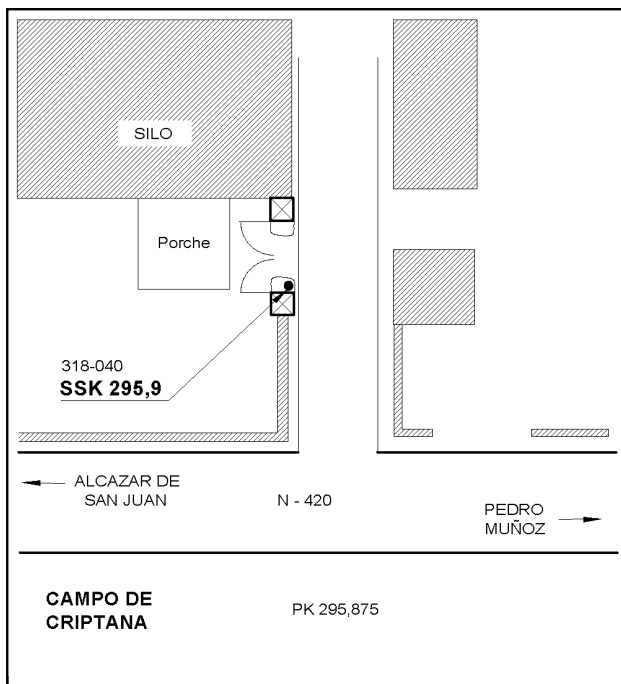 SILO
Porche
318-040
SSK 295,9
ALCAZAR DE
SAN JUAN
N - 420
PEDRO
MUÑOZ
CAMPO DE
CRIPTANA
PK 295,875